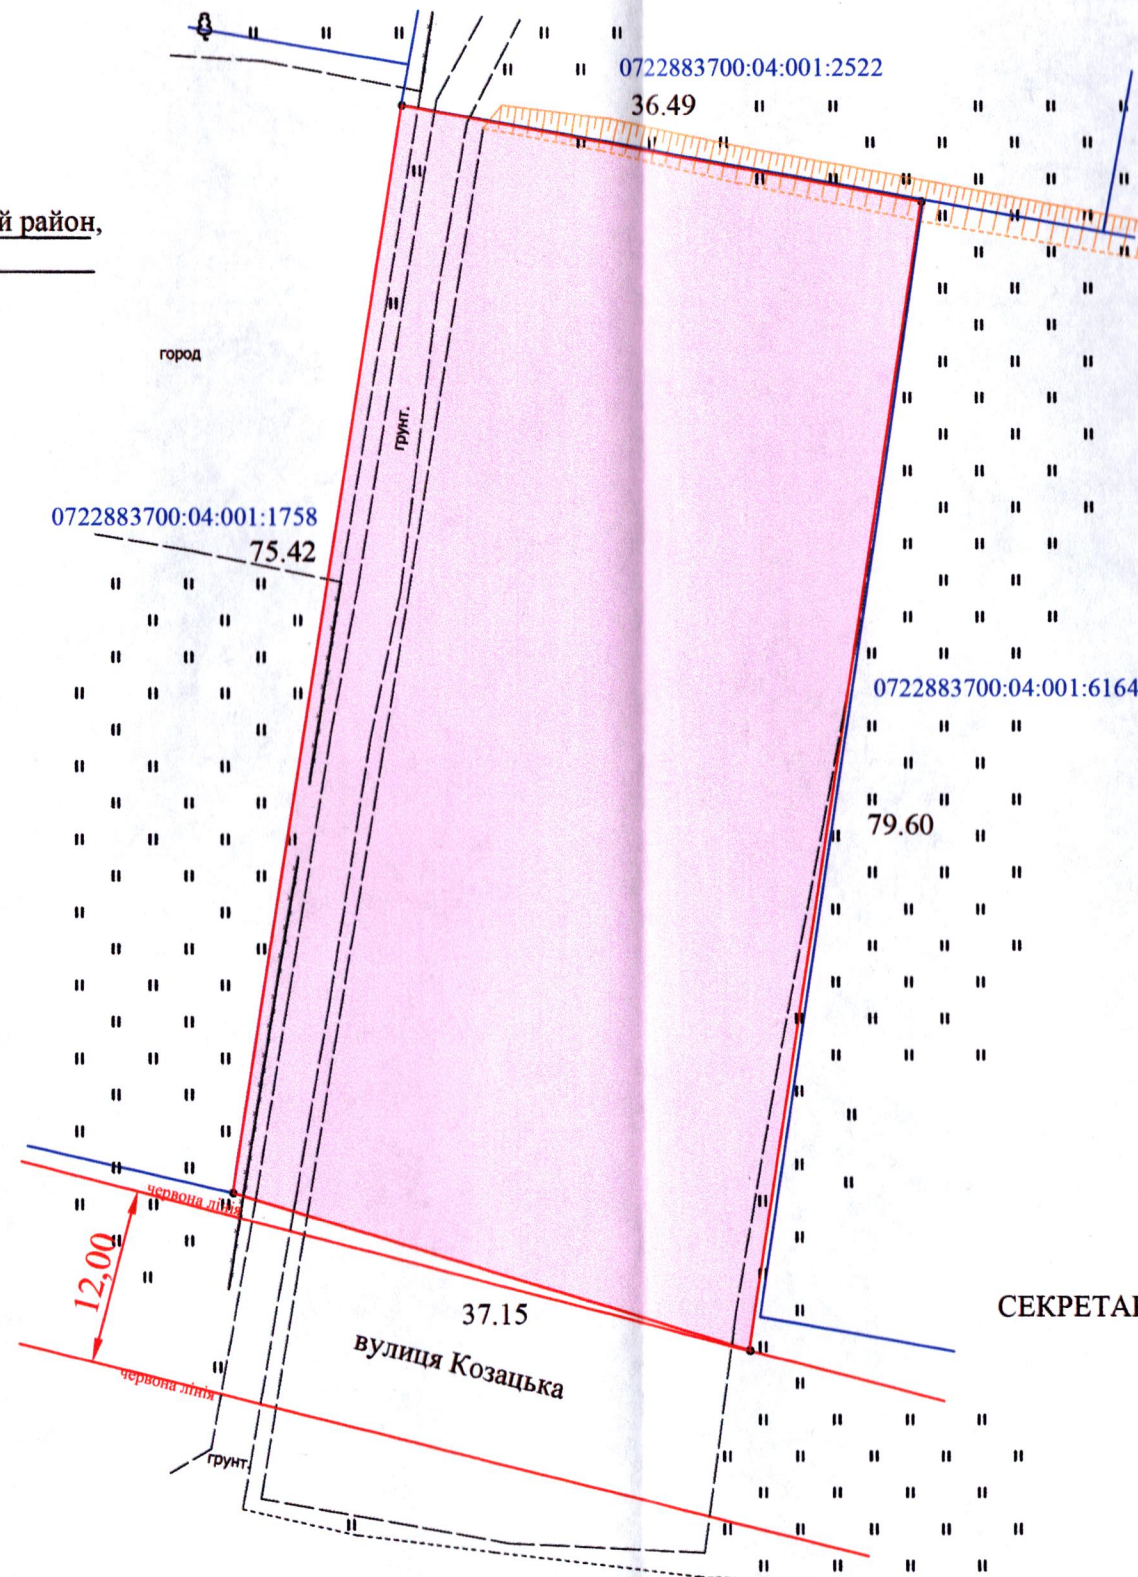 0722883700:04:001:2522
36.49
й район,
город
грунт.
0722883700:04:001:1758
75.42
0722883700:04:001:6164
79.60
червона лінія
12,00
37.15
СЕКРЕТА
вулиця Козацька
червона лінія
грунт.